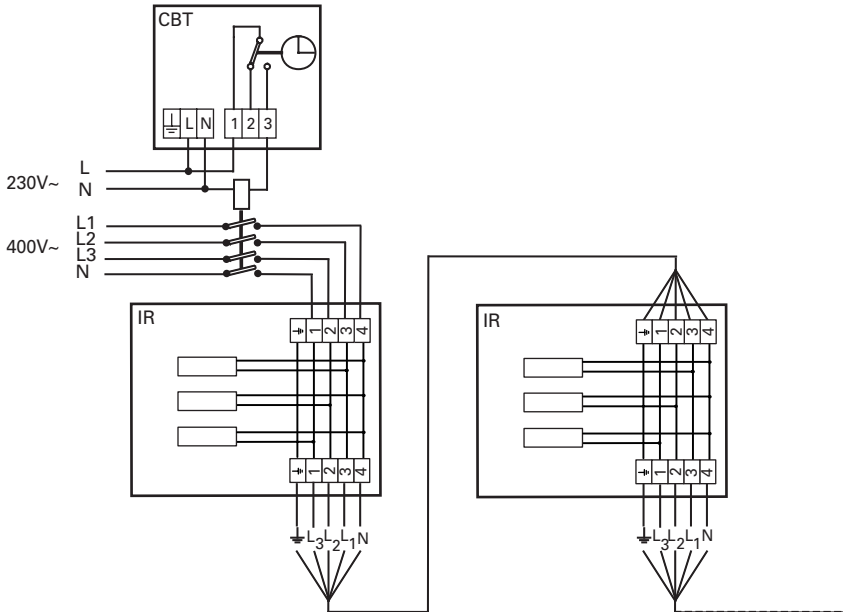 CBT
L N 1 2 3
L
230V~
N
L1
L2
400V~
L3
N
IR
1 2 3 4
1 2 3 4
L3 L2 L1 N
IR
1 2 3 4
1 2 3 4
L3 L2 L1 N